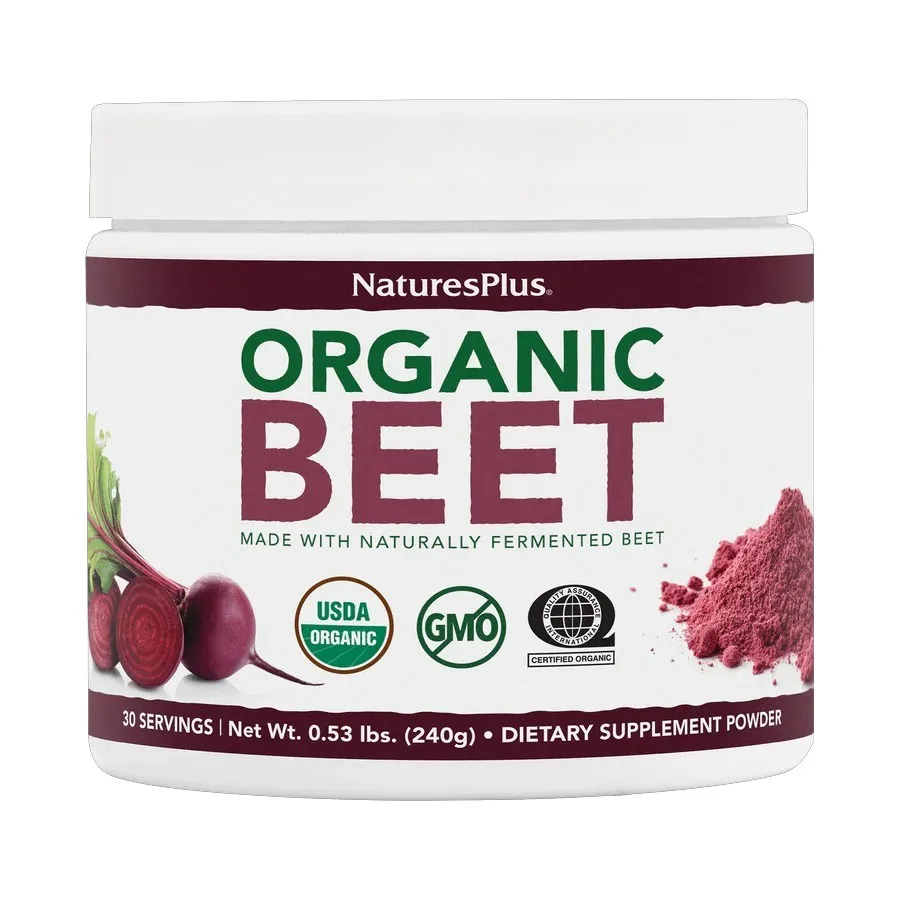 NaturesPlus®
ORGANIC
BEET
MADE WITH NATURALLY FERMENTED BEET
USDA
ORGANIC
GMO
QUALITY ASSURANCE
INTERNATIONAL
CERTIFIED ORGANIC
30 SERVINGS | Net Wt. 0.53 lbs. (240g) • DIETARY SUPPLEMENT POWDER